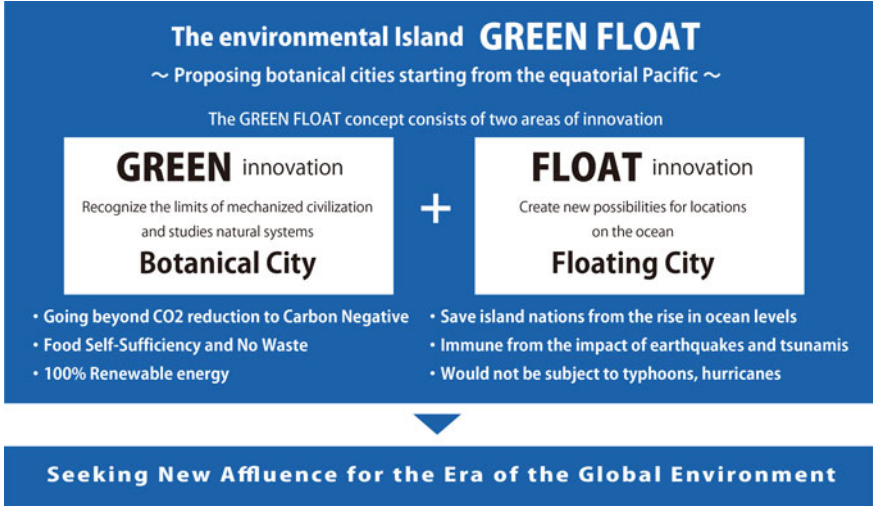 The environmental Island GREEN FLOAT
～ Proposing botanical cities starting from the equatorial Pacific ～
The GREEN FLOAT concept consists of two areas of innovation
GREEN innovation
Recognize the limits of mechanized civilization
and studies natural systems
Botanical City
+
FLOAT innovation
Create new possibilities for locations
on the ocean
Floating City
・Going beyond CO2 reduction to Carbon Negative
・Food Self-Sufficiency and No Waste
・100% Renewable energy
・Save island nations from the rise in ocean levels
・Immune from the impact of earthquakes and tsunamis
・Would not be subject to typhoons, hurricanes
Seeking New Affluence for the Era of the Global Environment